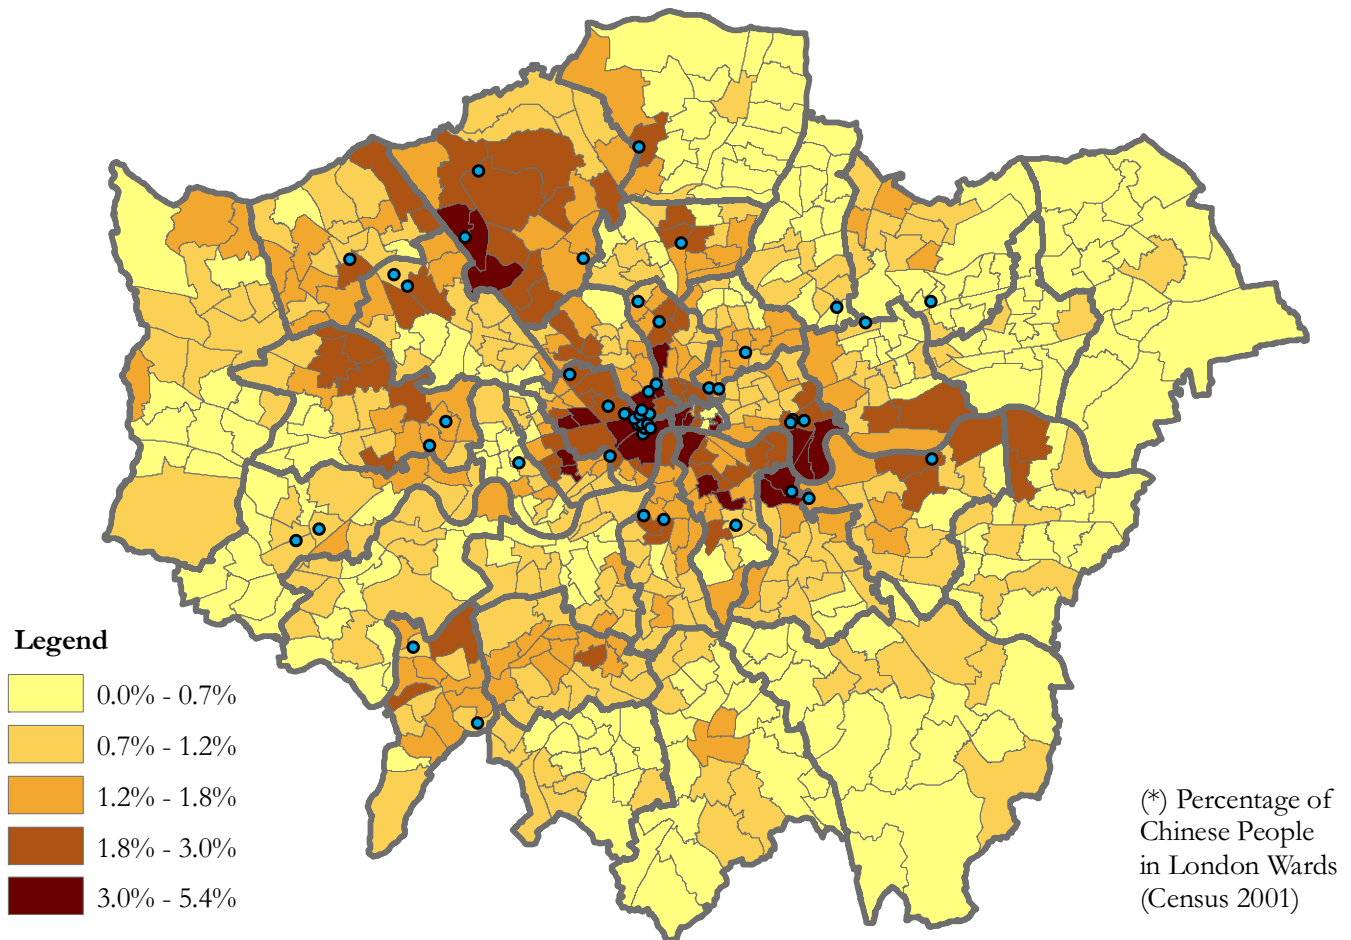 Legend
0.0% - 0.7%
0.7% - 1.2%
1.2% - 1.8%
1.8% - 3.0%
3.0% - 5.4%
(*) Percentage of
Chinese People
in London Wards
(Census 2001)